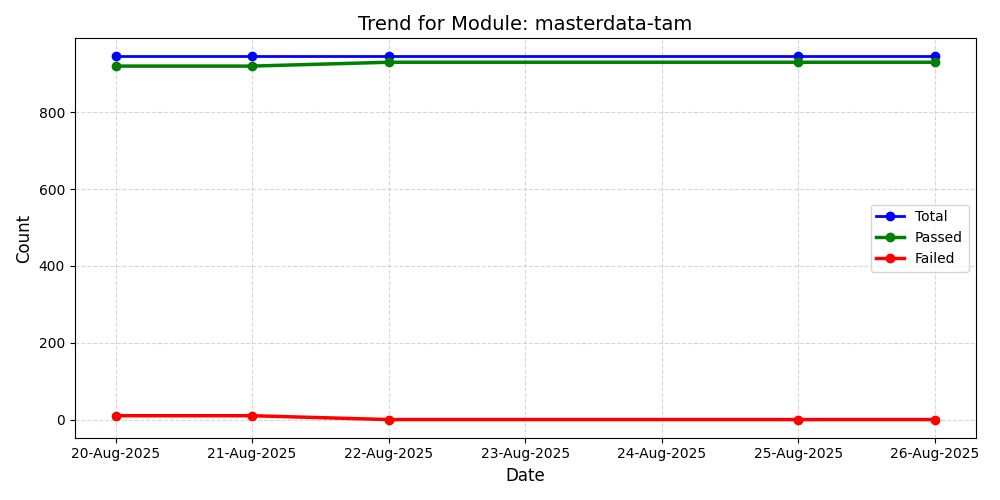 Trend for Module: masterdata-tam
Count
800
600
400
200
0
Total
Passed
Failed
20-Aug-2025 21-Aug-2025 22-Aug-2025 23-Aug-2025 24-Aug-2025 25-Aug-2025 26-Aug-2025
Date